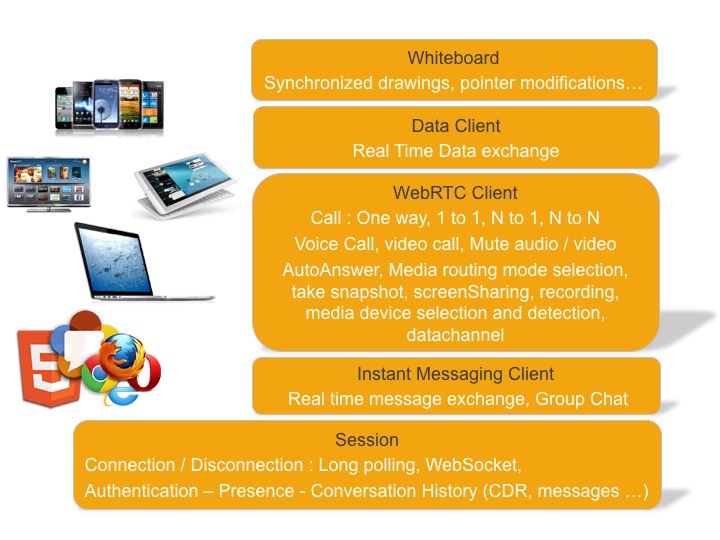 Whiteboard
Synchronized drawings, pointer modifications…
Data Client
Real Time Data exchange
WebRTC Client
Call : One way, 1 to 1, N to 1, N to N
Voice Call, video call, Mute audio / video
AutoAnswer, Media routing mode selection,
take snapshot, screenSharing, recording,
media device selection and detection,
datachannel
Instant Messaging Client
Real time message exchange, Group Chat
Session
Connection / Disconnection : Long polling, WebSocket,
Authentication – Presence - Conversation History (CDR, messages …)